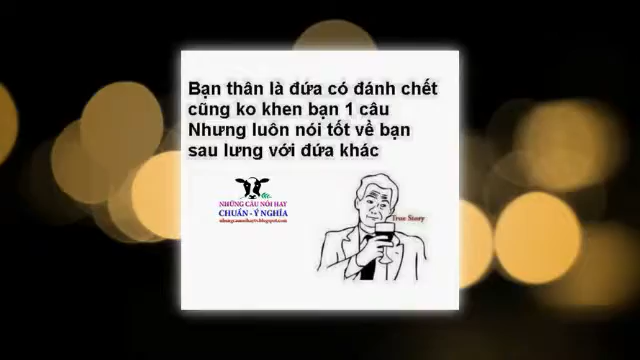 Bạn thân là đứa có đánh chết
cũng ko khen bạn 1 câu
Nhưng luôn nói tốt về bạn
sau lưng với đứa khác
NHỮNG CÂU NÓI HAY
CHUẨN - Ý NGHĨA
True Story